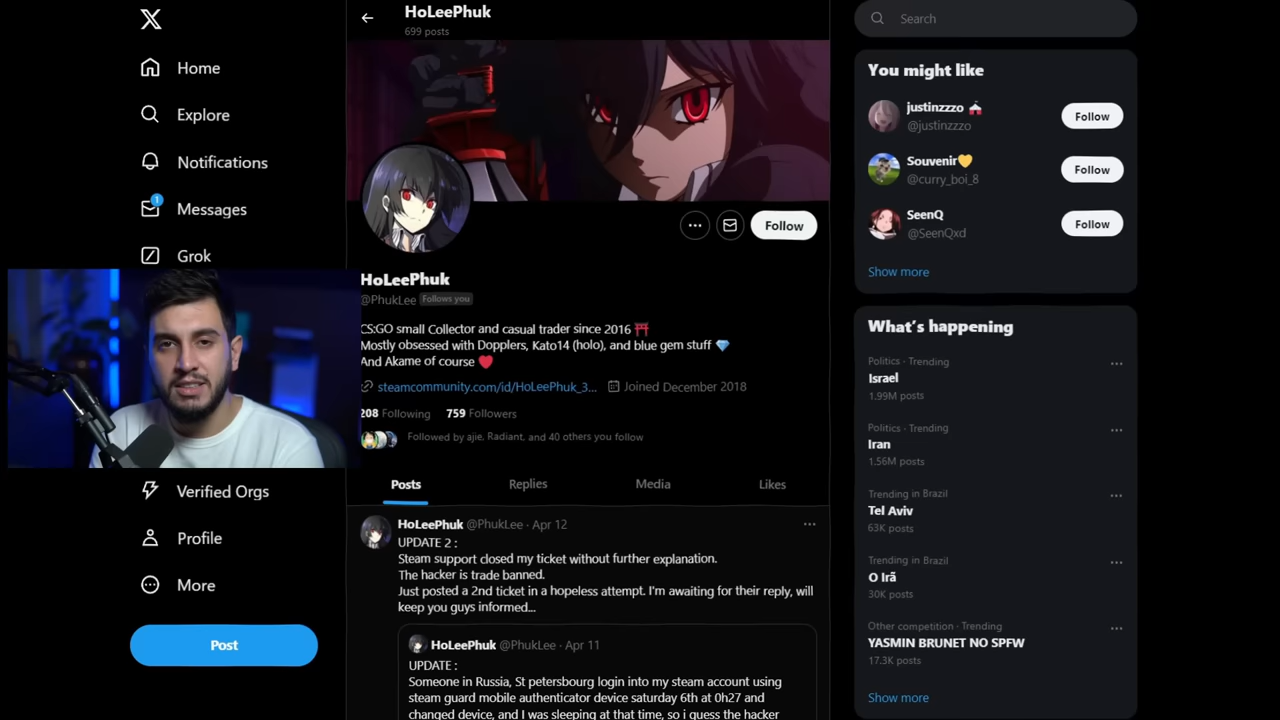 Home
Explore
Notifications
1
Messages
Grok
Verified Orgs
Profile
More
Post
HoLeePhuk
699 posts
Follow
HoLeePhuk
@PhukLee Follows you
CS:GO small Collector and casual trader since 2016 ⛩️
Mostly obsessed with Dopplers, Kato14 (holo), and blue gem stuff 💎
And Akame of course ❤️
steamcommunity.com/id/HoLeePhuk_3... Joined December 2018
208 Following 759 Followers
Followed by ajie, Radiant, and 40 others you follow
Posts Replies Media Likes
HoLeePhuk @PhukLee · Apr 12
UPDATE 2 :
Steam support closed my ticket without further explanation.
The hacker is trade banned.
Just posted a 2nd ticket in a hopeless attempt. I'm awaiting for their reply, will
keep you guys informed...
HoLeePhuk @PhukLee · Apr 11
UPDATE :
Someone in Russia, St petersbourg login into my steam account using
steam guard mobile authenticator device saturday 6th at 0h27 and
changed device, and I was sleeping at that time, so i guess the hacker
Search
You might like
justinzzzo
@justinzzzo
Follow
Souvenir💛
@curry_boi_8
Follow
SeenQ
@SeenQxd
Follow
Show more
What's happening
Politics · Trending
Israel
1.99M posts
Politics · Trending
Iran
1.56M posts
Trending in Brazil
Tel Aviv
63K posts
Trending in Brazil
O Irã
30K posts
Other competition · Trending
YASMIN BRUNET NO SPFW
17.3K posts
Show more